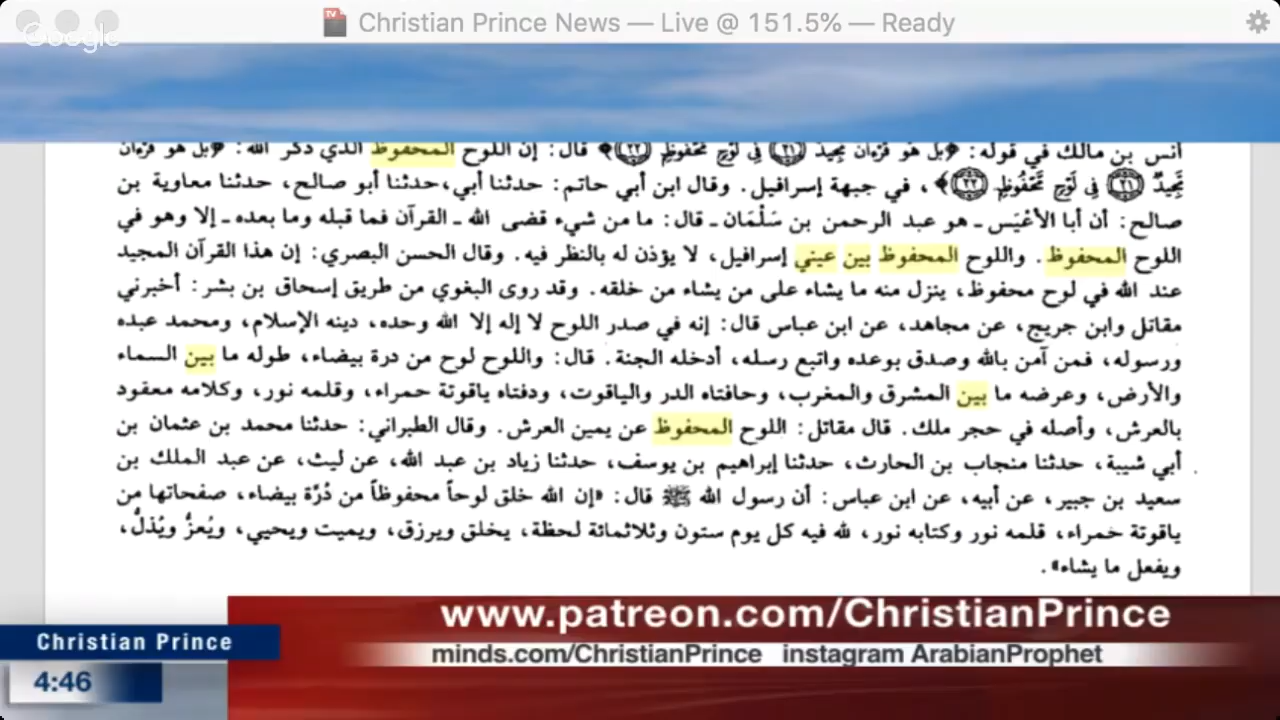 Christian Prince News — Live @ 151.5% — Ready
Google
أنس بن مالك في قوله: ﴿بل هو قرءان مجيد ٢١ في لوح محفوظ ٢٢﴾ قال: إن اللوح المحفوظ الذي ذكر الله: ﴿بل هو قرءان
مجيد ٢١ في لوح محفوظ ٢٢﴾، في جبهة إسرافيل. وقال ابن أبي حاتم: حدثنا أبي، حدثنا أبو صالح، حدثنا معاوية بن
صالح: أن أبا الأعْيَس ـ هو عبد الرحمن بن سَلْمَان ـ قال: ما من شيء قضى الله ـ القرآن فما قبله وما بعده ـ إلا وهو في
اللوح المحفوظ. واللوح المحفوظ بين عيني إسرافيل، لا يؤذن له بالنظر فيه. وقال الحسن البصري: إن هذا القرآن المجيد
عند الله في لوح محفوظ، ينزل منه ما يشاء على من يشاء من خلقه. وقد روى البغوي من طريق إسحاق بن بشر: أخبرني
مقاتل وابن جريج، عن مجاهد، عن ابن عباس قال: إنه في صدر اللوح لا إله إلا الله وحده، دينه الإسلام، ومحمد عبده
ورسوله، فمن آمن بالله وصدق بوعده واتبع رسله، أدخله الجنة. قال: واللوح لوح من درة بيضاء، طوله ما بين السماء
والأرض، وعرضه ما بين المشرق والمغرب، وحافتاه الدر والياقوت، ودفتاه ياقوتة حمراء، وقلمه نور، وكلامه معقود
بالعرش، وأصله في حجر ملك. قال مقاتل: اللوح المحفوظ عن يمين العرش. وقال الطبراني: حدثنا محمد بن عثمان بن
أبي شيبة، حدثنا منجاب بن الحارث، حدثنا إبراهيم بن يوسف، حدثنا زياد بن عبد الله، عن ليث، عن عبد الملك بن
سعيد بن جبير، عن أبيه، عن ابن عباس: أن رسول الله ﷺ قال: «إن الله خلق لوحاً محفوظاً من دُرَّة بيضاء، صفحاتها من
ياقوتة حمراء، قلمه نور وكتابه نور، لله فيه كل يوم ستون وثلاثمائة لحظة، يخلق ويرزق، ويميت ويحيي، ويُعزُّ ويُذلُّ،
ويفعل ما يشاء».
www.patreon.com/ChristianPrince
Christian Prince
minds.com/ChristianPrince instagram ArabianProphet
4:46